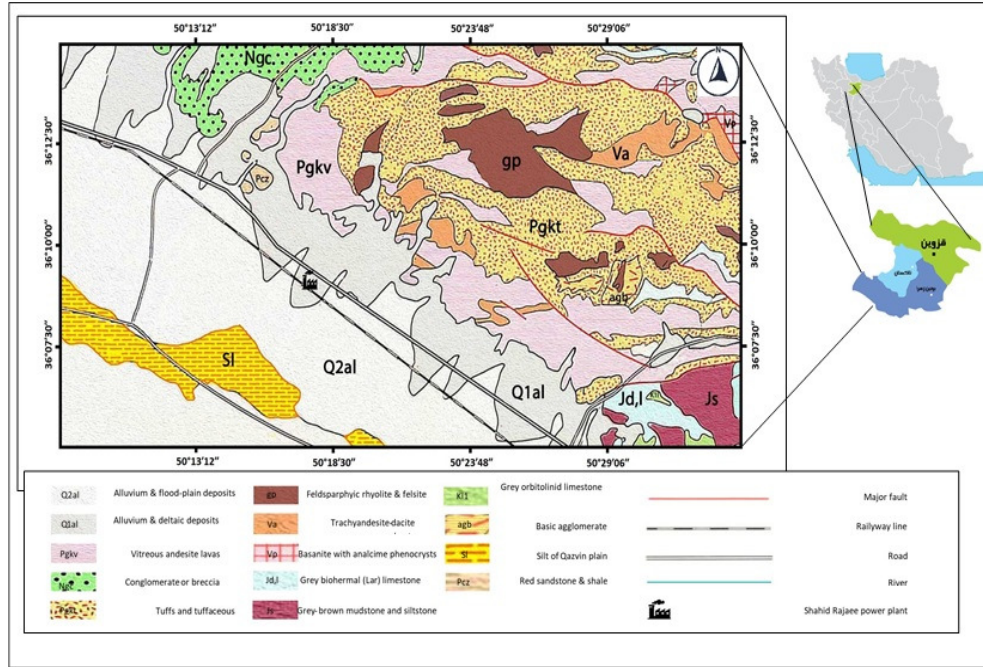 50°13'12″ 50°18'30″ 50°23'48″ 50°29'06″
N
36°12'30″ 36°12'30″
36°10'00″ 36°10'00″
36°07'30″ 36°07'30″
Ngc
Vp
Va
gp
Pgkv
Pcz
Pgkt
agb
Sl
Q2al
Q1al
Jd,l
Js
50°13'12″ 50°18'30″ 50°23'48″ 50°29'06″
قزوین
تاکستان
بویین زهرا
Q2al Alluvium & flood-plain deposits
Q1al Alluvium & deltaic deposits
Pgkv Vitreous andesite lavas
Ngc Conglomerate or breccia
Pgkt Tuffs and tuffaceous
gp Feldsparphyic rhyolite & felsite
Va Trachyandesite-dacite
Vp Basanite with analcime phenocrysts
Jd,l Grey biohermal (Lar) limestone
Js Grey-brown mudstone and siltstone
Kl1 Grey orbitolinid limestone
agb Basic agglomerate
Sl Silt of Qazvin plain
Pcz Red sandstone & shale
Major fault
Railyway line
Road
River
Shahid Rajaee power plant